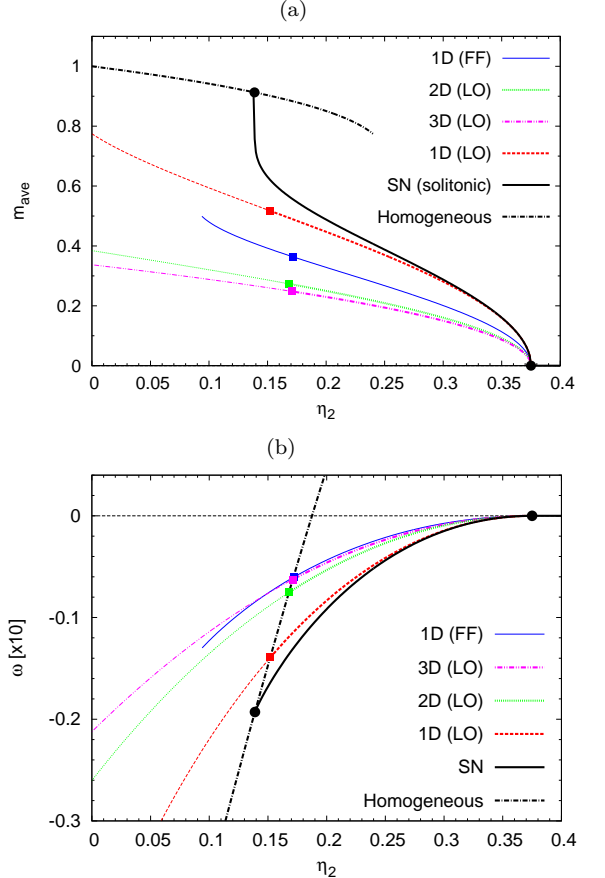 (a)
1D (FF)
2D (LO)
3D (LO)
1D (LO)
SN (solitonic)
Homogeneous
m_ave
1
0.8
0.6
0.4
0.2
0
0 0.05 0.1 0.15 0.2 0.25 0.3 0.35 0.4
η₂
(b)
1D (FF)
3D (LO)
2D (LO)
1D (LO)
SN
Homogeneous
ω [x10]
0
-0.1
-0.2
-0.3
0 0.05 0.1 0.15 0.2 0.25 0.3 0.35 0.4
η₂